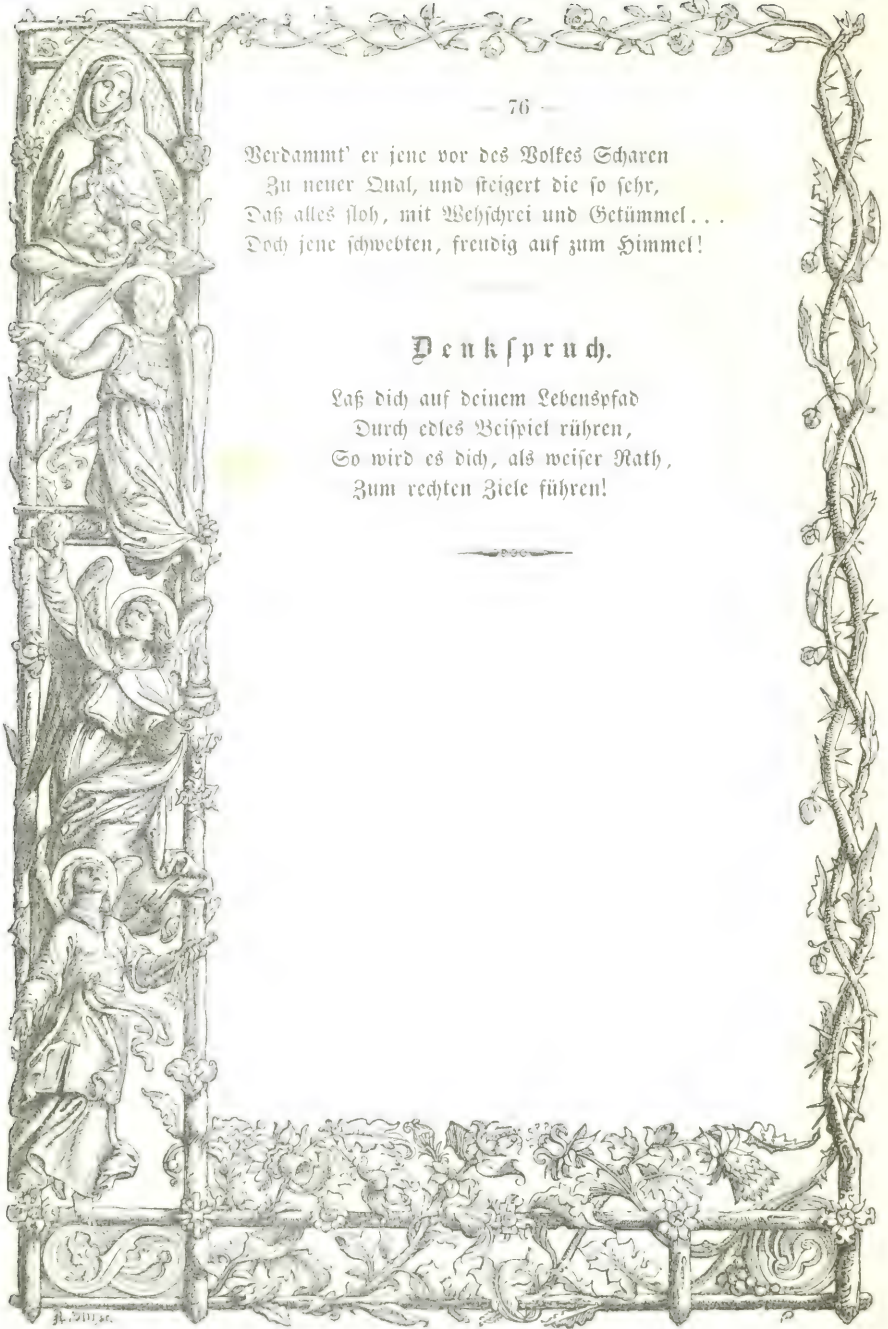 — 76 —
Verdammt' er jene vor des Volkes Scharen
Zu neuer Qual, und steigert die so sehr,
Daß alles floh, mit Wehschrei und Getümmel...
Doch jene schwebten, freudig auf zum Himmel!
Denkspruch.
Laß dich auf deinem Lebenspfad
Durch edles Beispiel rühren,
So wird es dich, als weiser Rath,
Zum rechten Ziele führen!